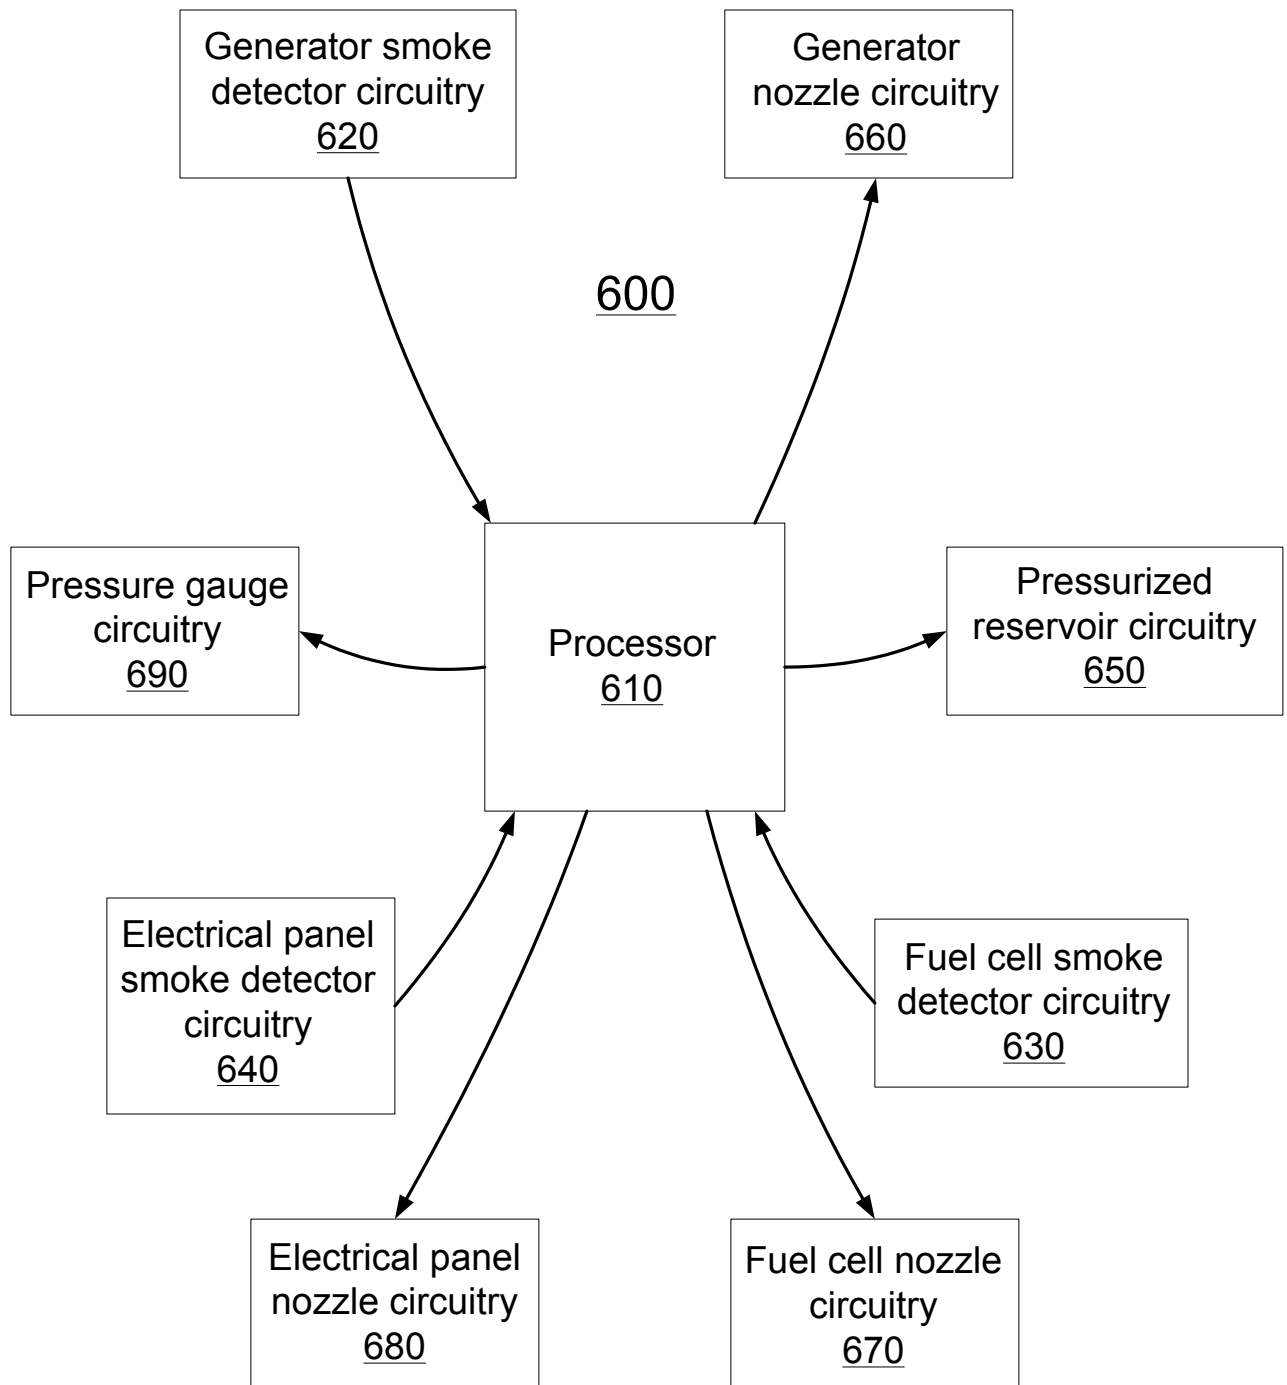 Generator smoke
detector circuitry
620
Generator
nozzle circuitry
660
600
Pressure gauge
circuitry
690
Processor
610
Pressurized
reservoir circuitry
650
Electrical panel
smoke detector
circuitry
640
Fuel cell smoke
detector circuitry
630
Electrical panel
nozzle circuitry
680
Fuel cell nozzle
circuitry
670